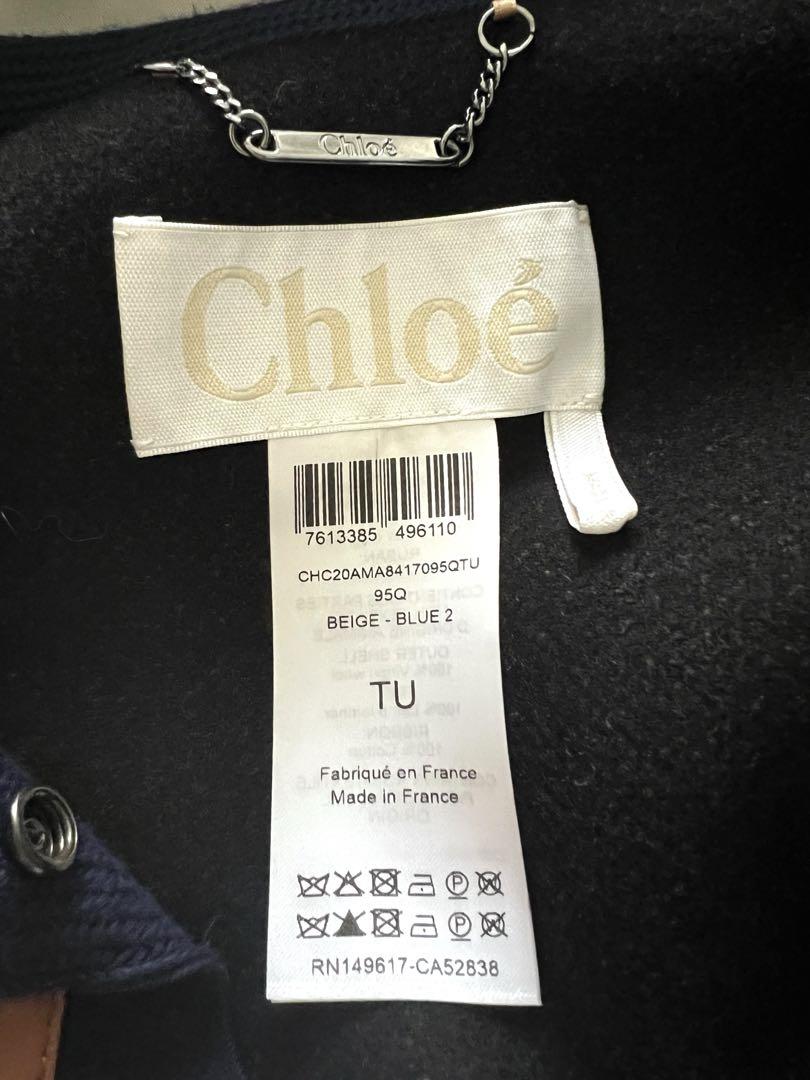 Chloé
Chloé
7613385 496110
CHC20AMA8417095QTU
95Q
BEIGE - BLUE 2
TU
Fabriqué en France
Made in France
RN149617-CA52838